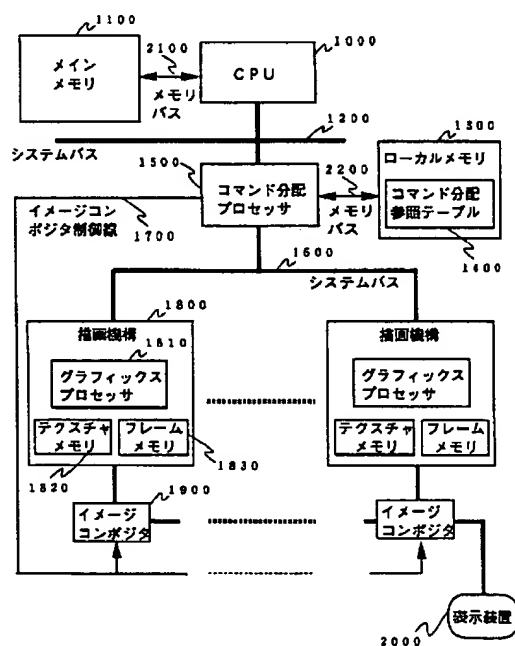 1100
メイン
メモリ
2100
メモリ
バス
1000
CPU
1200
システムバス
1500
コマンド分配
プロセッサ
2200
メモリ
バス
1300
ローカルメモリ
コマンド分配
参照テーブル
1400
イメージコン
ポジタ制御線
1700
1600
システムバス
1800
描画機構
1810
グラフィックス
プロセッサ
テクスチャ
メモリ
フレーム
メモリ
1820
1830
描画機構
グラフィックス
プロセッサ
テクスチャ
メモリ
フレーム
メモリ
1900
イメージ
コンポジタ
イメージ
コンポジタ
表示装置
2000